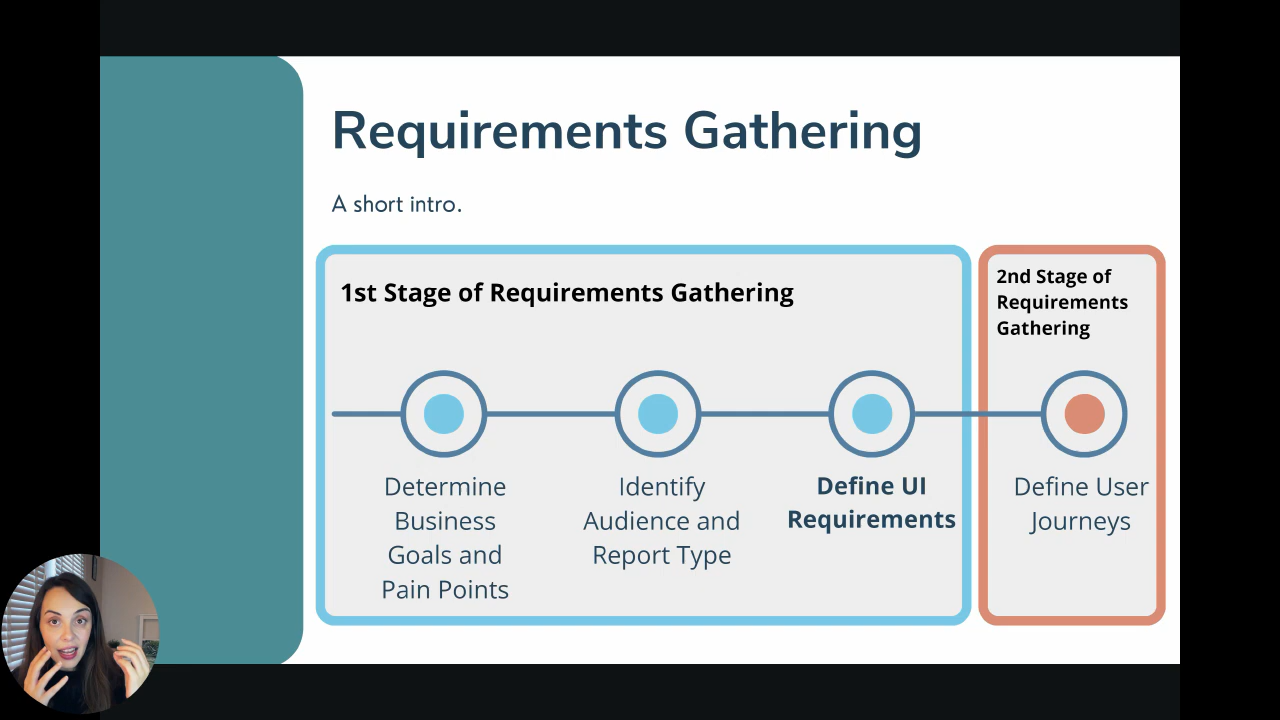 Requirements Gathering
A short intro.
1st Stage of Requirements Gathering
2nd Stage of
Requirements
Gathering
Determine
Business
Goals and
Pain Points
Identify
Audience and
Report Type
Define UI
Requirements
Define User
Journeys